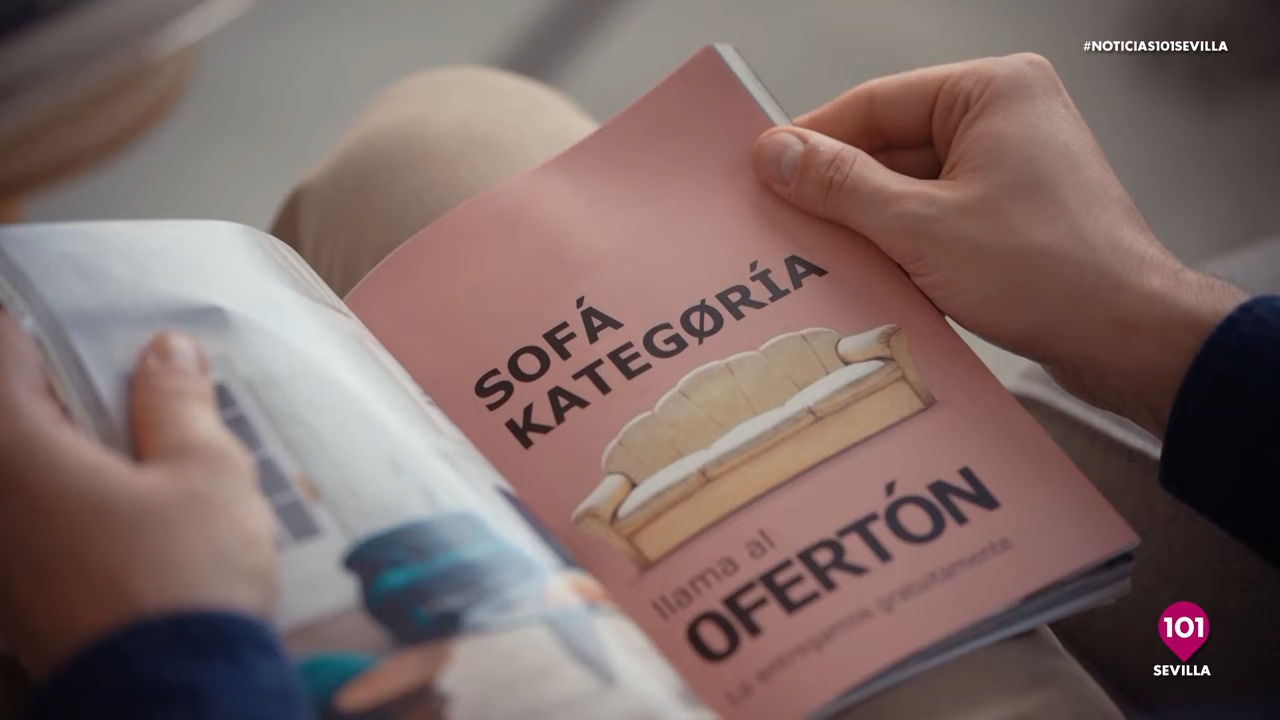 #NOTICIAS101SEVILLA
SOFÁ
KATEGØRÍA
llama al
OFERTÓN
Lo entregamos gratuitamente
101
SEVILLA